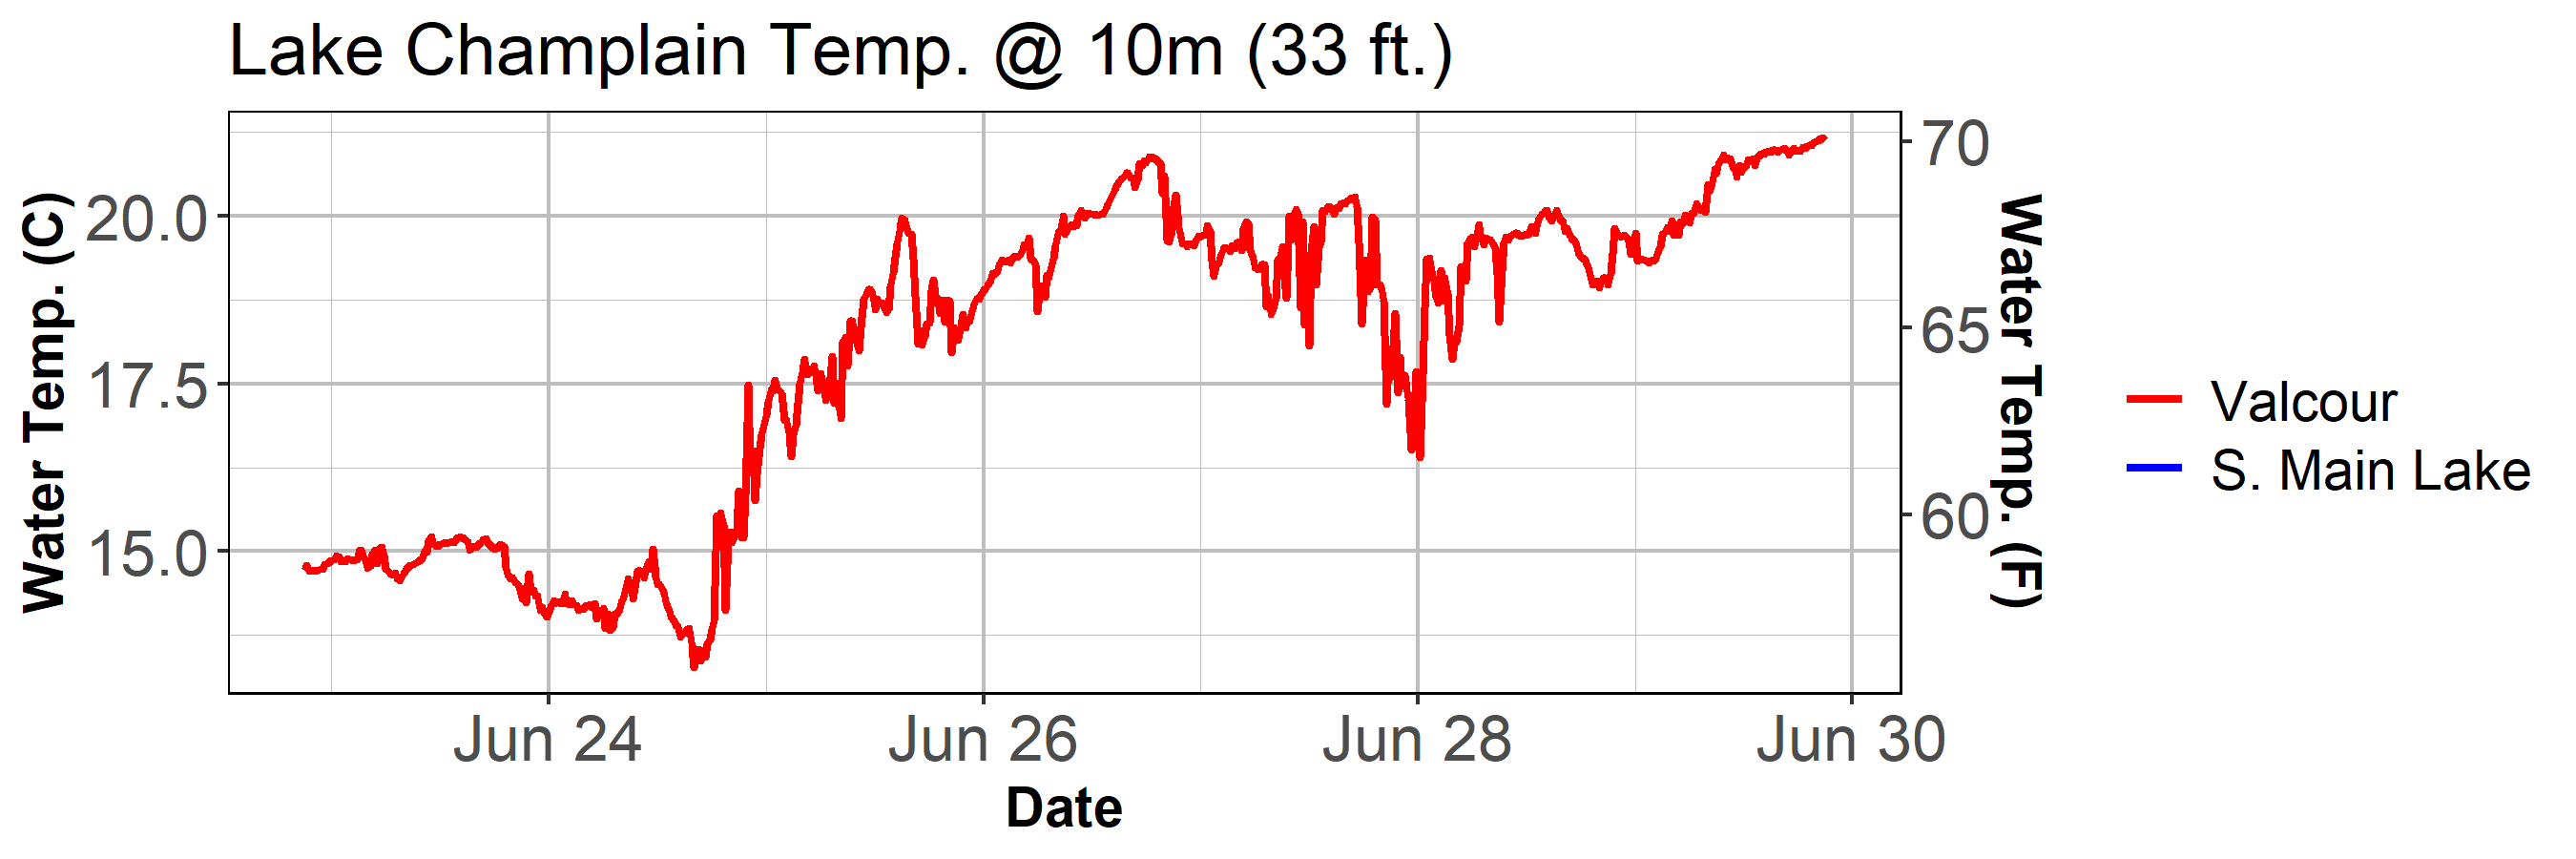 Lake Champlain Temp. @ 10m (33 ft.)
Water Temp. (C)
20.0
17.5
15.0
70
65
60
Water Temp. (F)
Jun 24
Jun 26
Jun 28
Jun 30
Date
Valcour
S. Main Lake